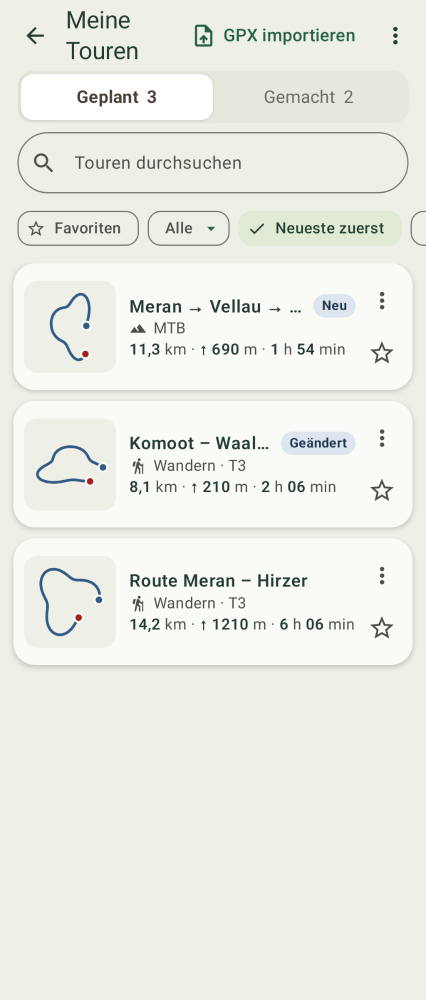 Meine
Touren
GPX importieren
Geplant 3
Gemacht 2
Touren durchsuchen
Favoriten
Alle
Neueste zuerst
Meran → Vellau → ...
Neu
MTB
11,3 km · ↑ 690 m · 1 h 54 min
Komoot – Waal...
Geändert
Wandern · T3
8,1 km · ↑ 210 m · 2 h 06 min
Route Meran – Hirzer
Wandern · T3
14,2 km · ↑ 1210 m · 6 h 06 min